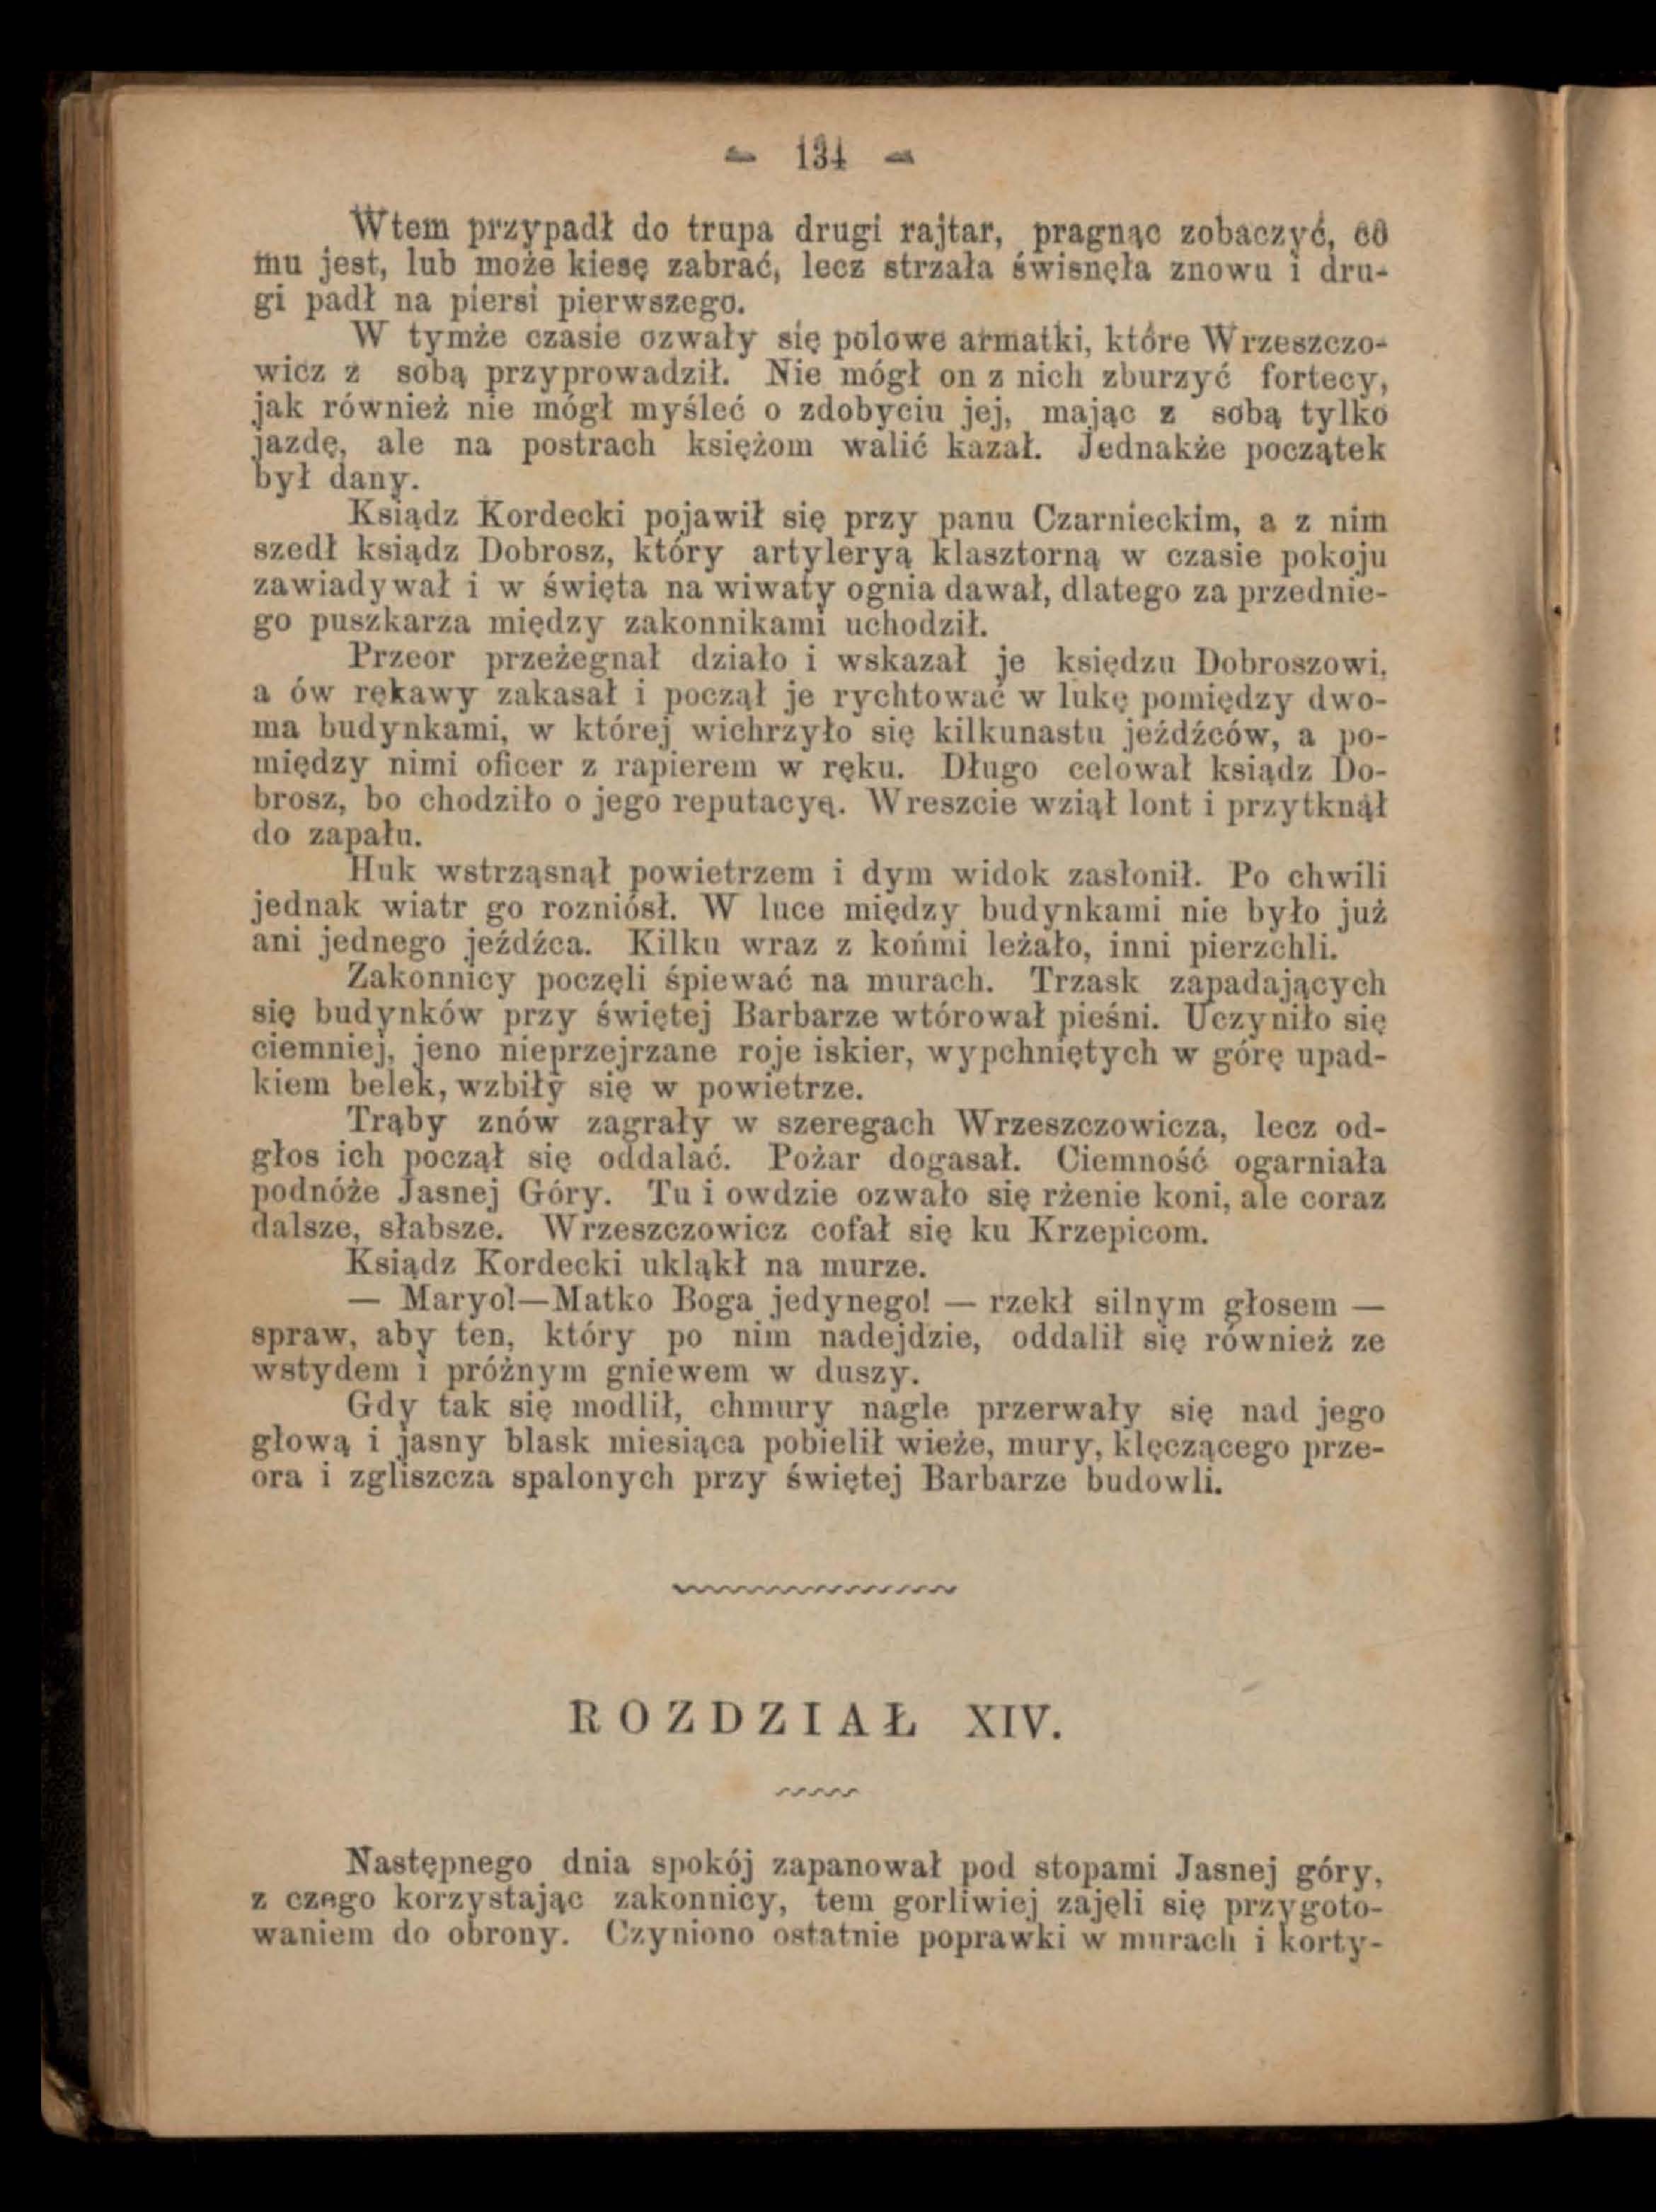 — 134 —
Wtem przypadł do trupa drugi rajtar, pragnąc zobaczyć, co
mu jest, lub może kiesę zabrać, lecz strzała świsnęła znowu i dru-
gi padł na piersi pierwszego.
W tymże czasie ozwały się polowe armatki, które Wrzeszczo-
wicz z sobą przyprowadził. Nie mógł on z nich zburzyć fortecy,
jak również nie mógł myśleć o zdobyciu jej, mając z sobą tylko
jazdę, ale na postrach księżom walić kazał. Jednakże początek
był dany.
Ksiądz Kordecki pojawił się przy panu Czarnieckim, a z nim
szedł ksiądz Dobrosz, który artyleryą klasztorną w czasie pokoju
zawiadywał i w święta na wiwaty ognia dawał, dlatego za przednie-
go puszkarza między zakonnikami uchodził.
Przeor przeżegnał działo i wskazał je księdzu Dobroszowi,
a ów rękawy zakasał i począł je rychtować w lukę pomiędzy dwo-
ma budynkami, w której wichrzyło się kilkunastu jeźdźców, a po-
między nimi oficer z rapierem w ręku. Długo celował ksiądz Do-
brosz, bo chodziło o jego reputacyą. Wreszcie wziął lont i przytknął
do zapału.
Huk wstrząsnął powietrzem i dym widok zasłonił. Po chwili
jednak wiatr go rozniósł. W luce między budynkami nie było już
ani jednego jeźdźca. Kilku wraz z końmi leżało, inni pierzchli.
Zakonnicy poczęli śpiewać na murach. Trzask zapadających
się budynków przy świętej Barbarze wtórował pieśni. Uczyniło się
ciemniej, jeno nieprzejrzane roje iskier, wypchniętych w górę upad-
kiem belek, wzbiły się w powietrze.
Trąby znów zagrały w szeregach Wrzeszczowicza, lecz od-
głos ich począł się oddalać. Pożar dogasał. Ciemność ogarniała
podnóże Jasnej Góry. Tu i owdzie ozwało się rżenie koni, ale coraz
dalsze, słabsze. Wrzeszczowicz cofał się ku Krzepicom.
Ksiądz Kordecki ukląkł na murze.
— Maryo!—Matko Boga jedynego! — rzekł silnym głosem —
spraw, aby ten, który po nim nadejdzie, oddalił się również ze
wstydem i próżnym gniewem w duszy.
Gdy tak się modlił, chmury nagle przerwały się nad jego
głową i jasny blask miesiąca pobielił wieże, mury, klęczącego prze-
ora i zgliszcza spalonych przy świętej Barbarze budowli.
ROZDZIAŁ XIV.
Następnego dnia spokój zapanował pod stopami Jasnej góry,
z czego korzystając zakonnicy, tem gorliwiej zajęli się przygoto-
waniem do obrony. Czyniono ostatnie poprawki w murach i korty-